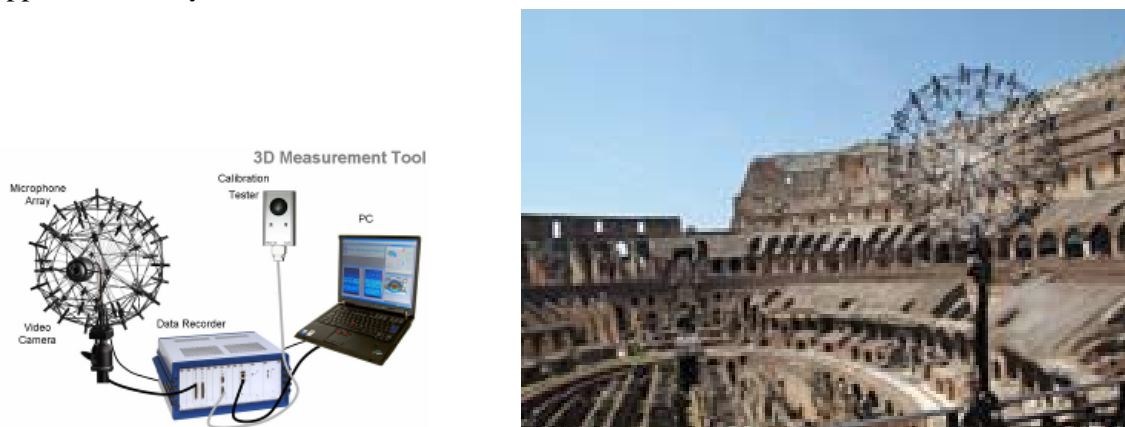 3D Measurement Tool
Calibration
Tester
Microphone
Array
PC
Video
Camera
Data Recorder